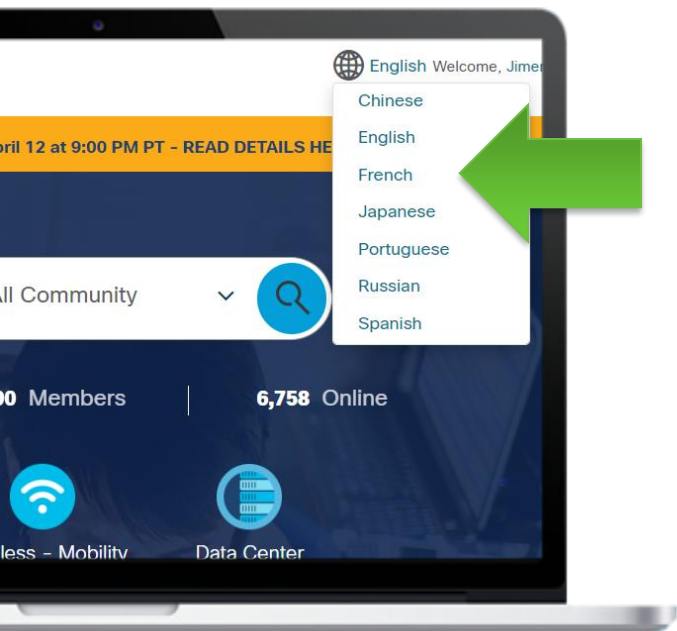 English Welcome, Jimer
Chinese
English
French
Japanese
Portuguese
Russian
Spanish
pril 12 at 9:00 PM PT - READ DETAILS HE
All Community
00 Members
6,758 Online
less - Mobility
Data Center